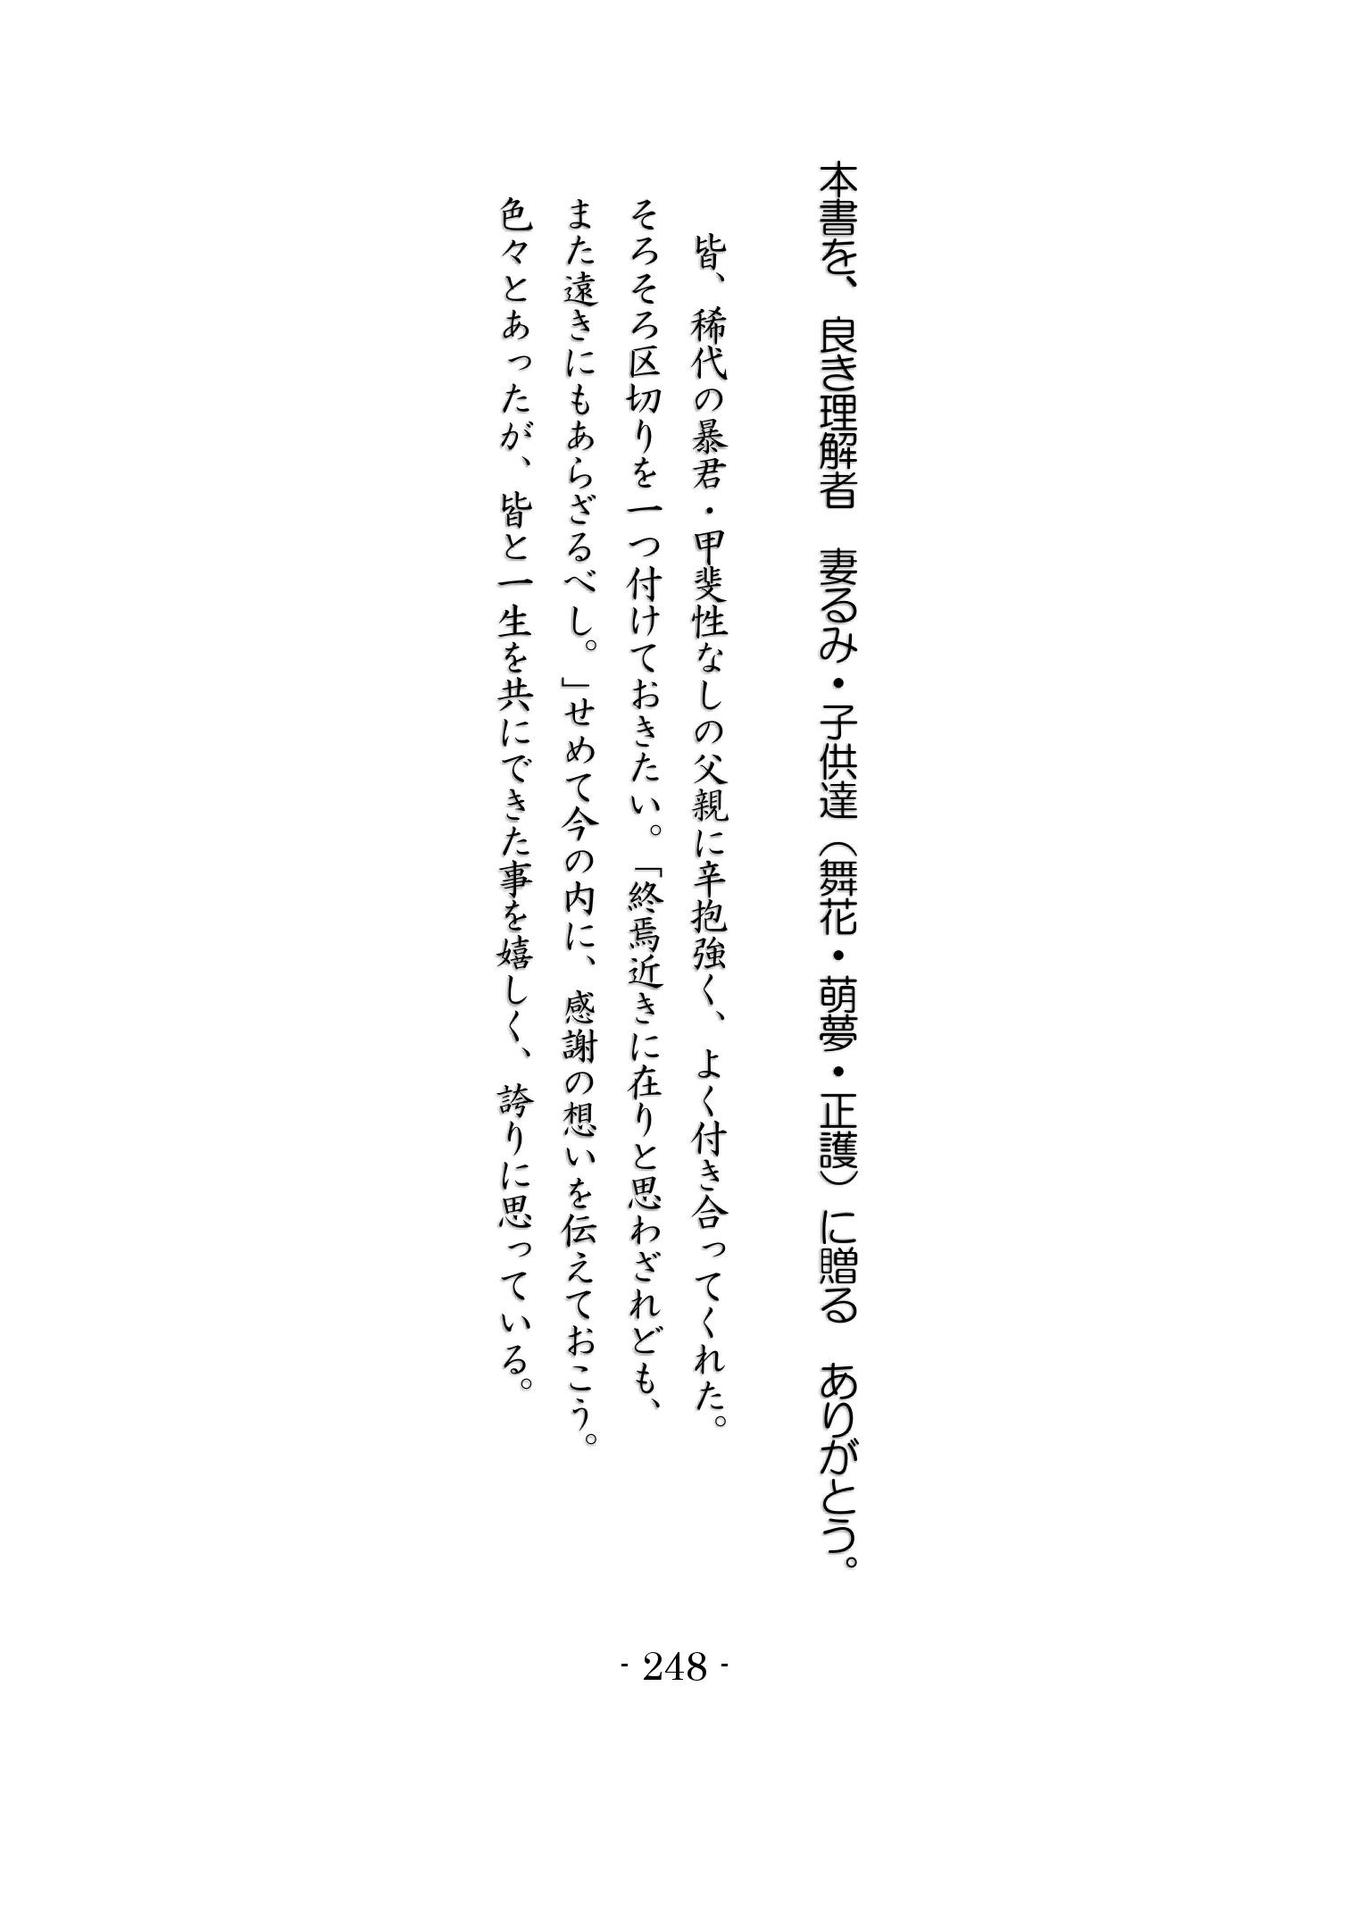 本書を、良き理解者　妻るみ・子供達（舞花・萌夢・正護）に贈る　ありがとう。
皆、稀代の暴君・甲斐性なしの父親に辛抱強く、よく付き合ってくれた。
そろそろ区切りを一つ付けておきたい。「終焉近きに在りと思わざれども、
また遠きにもあらざるべし。」せめて今の内に、感謝の想いを伝えておこう。
色々とあったが、皆と一生を共にできた事を嬉しく、誇りに思っている。
- 248 -